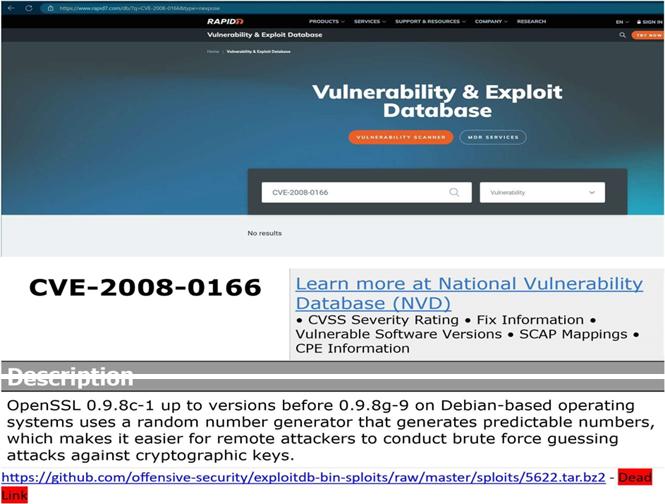 https://www.rapid7.com/db/?q=CVE-2008-0166&type=nexpose
RAPID7 PRODUCTS SERVICES SUPPORT & RESOURCES COMPANY RESEARCH EN SIGN IN
Vulnerability & Exploit Database TRY NOW
Home Vulnerability & Exploit Database
Vulnerability & Exploit
Database
VULNERABILITY SCANNER MDR SERVICES
CVE-2008-0166 Vulnerability
No results
CVE-2008-0166
Learn more at National Vulnerability
Database (NVD)
• CVSS Severity Rating • Fix Information •
Vulnerable Software Versions • SCAP Mappings •
CPE Information
Description
OpenSSL 0.9.8c-1 up to versions before 0.9.8g-9 on Debian-based operating
systems uses a random number generator that generates predictable numbers,
which makes it easier for remote attackers to conduct brute force guessing
attacks against cryptographic keys.
https://github.com/offensive-security/exploitdb-bin-sploits/raw/master/sploits/5622.tar.bz2 - Dead
Link